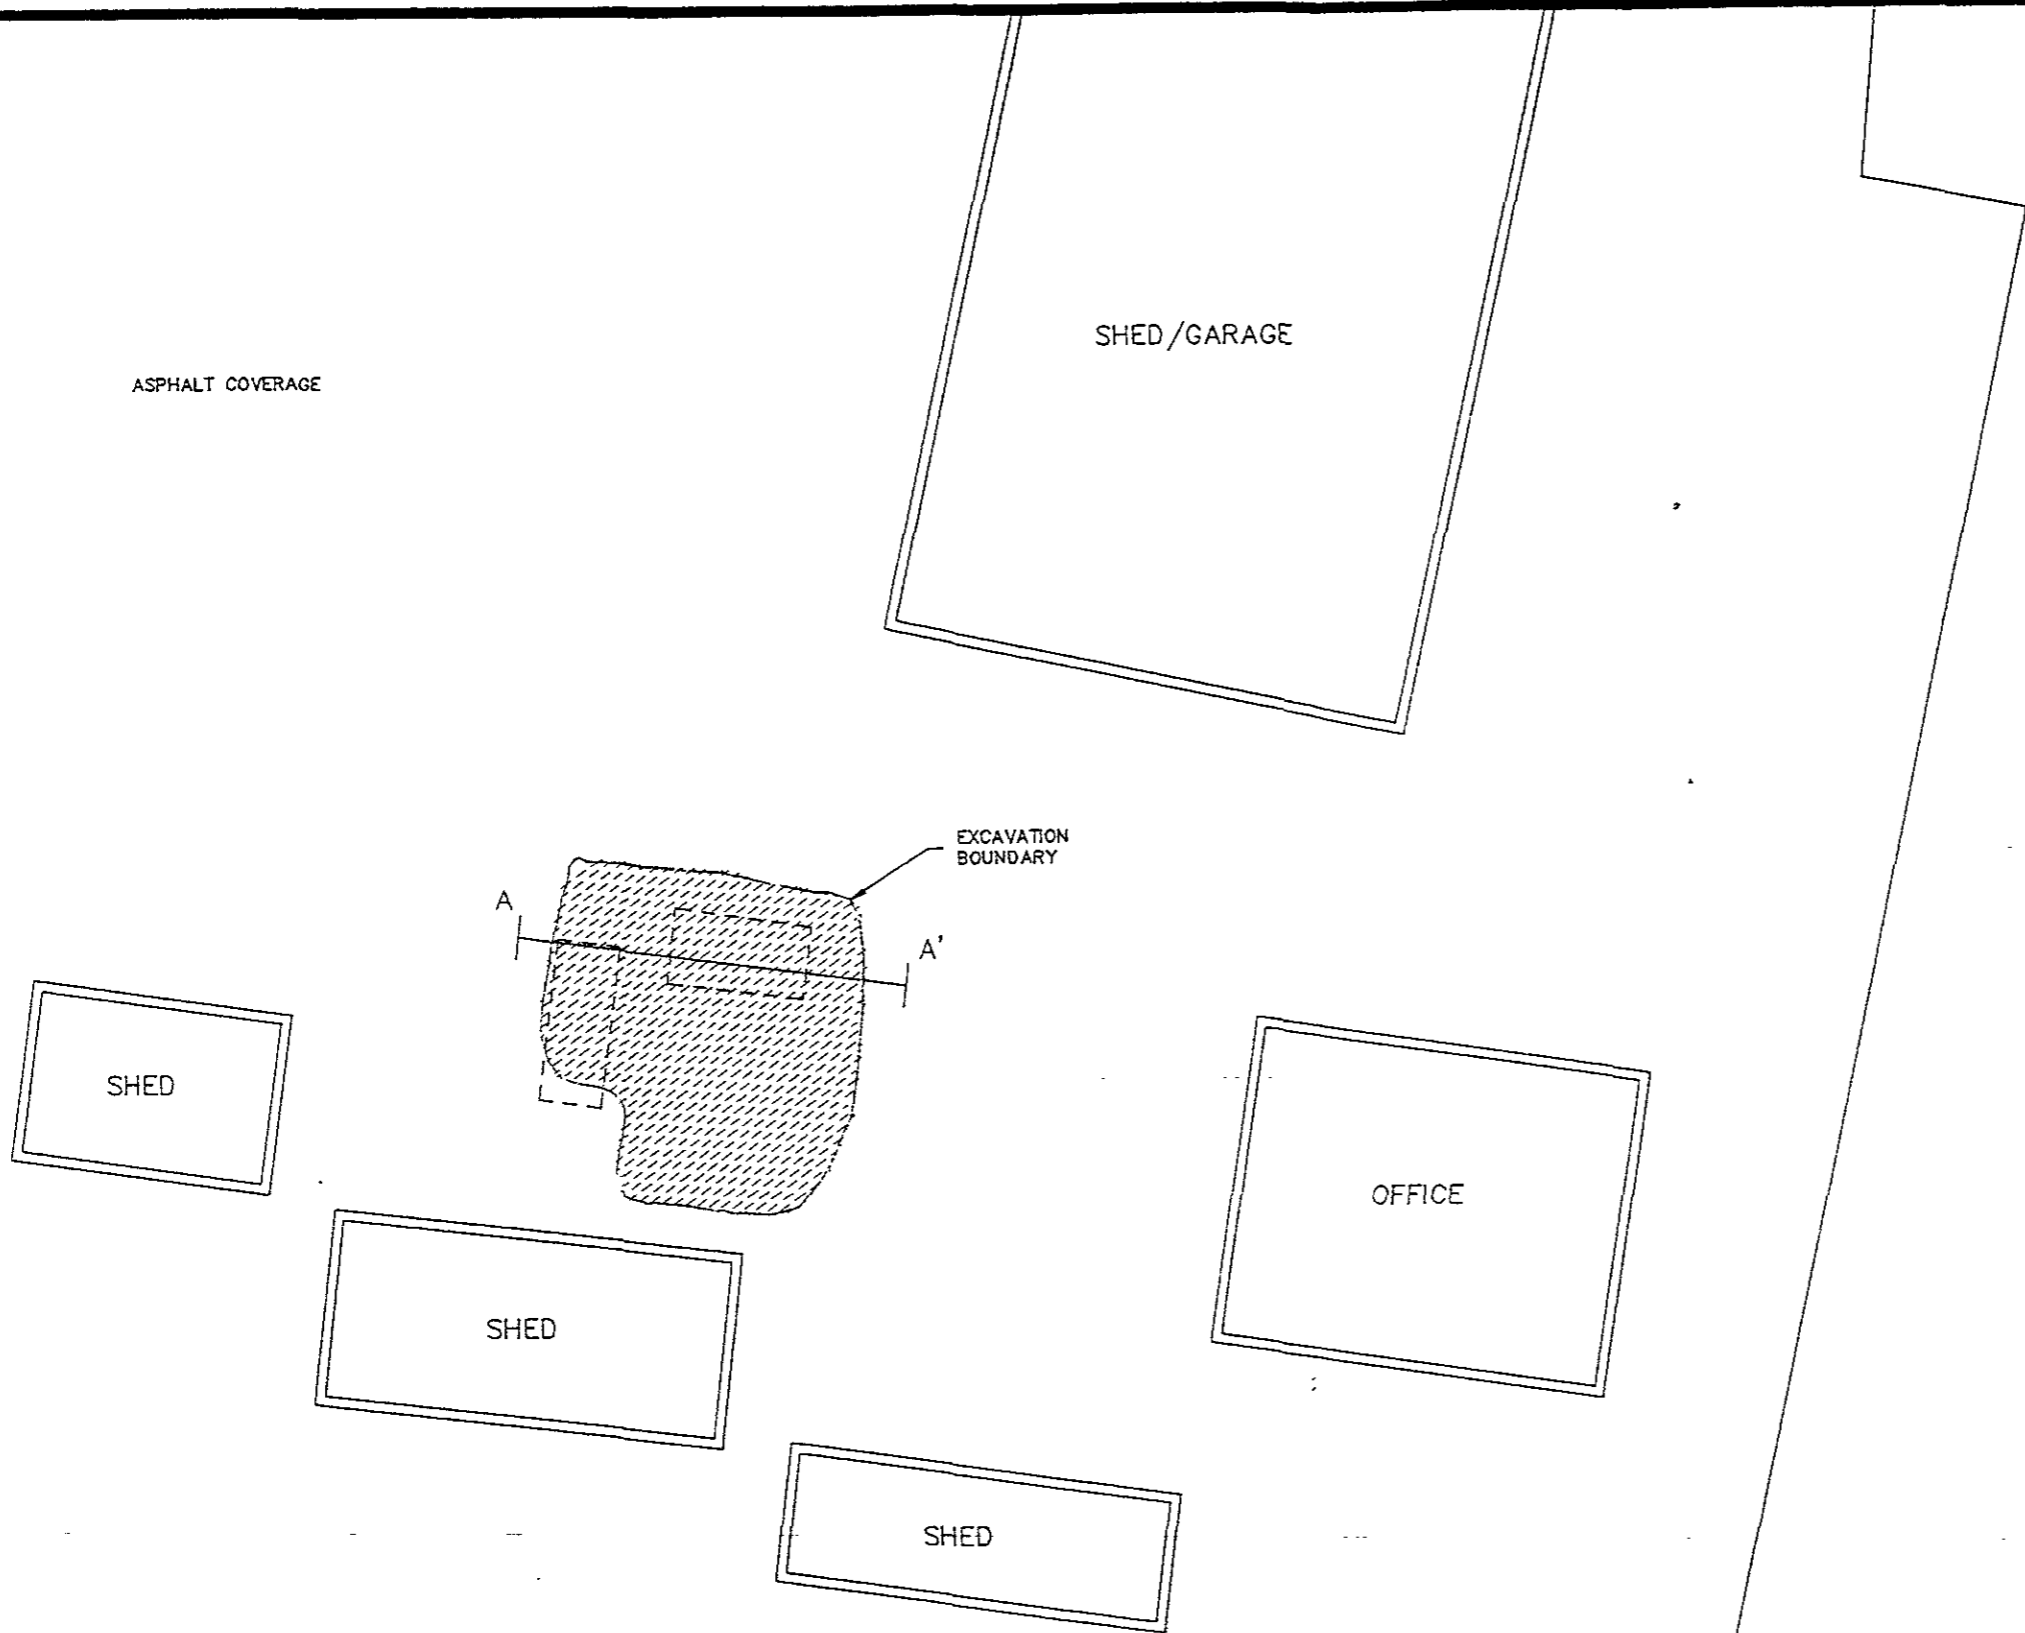 SHED/GARAGE
ASPHALT COVERAGE
EXCAVATION
BOUNDARY
A
A'
SHED
OFFICE
SHED
SHED